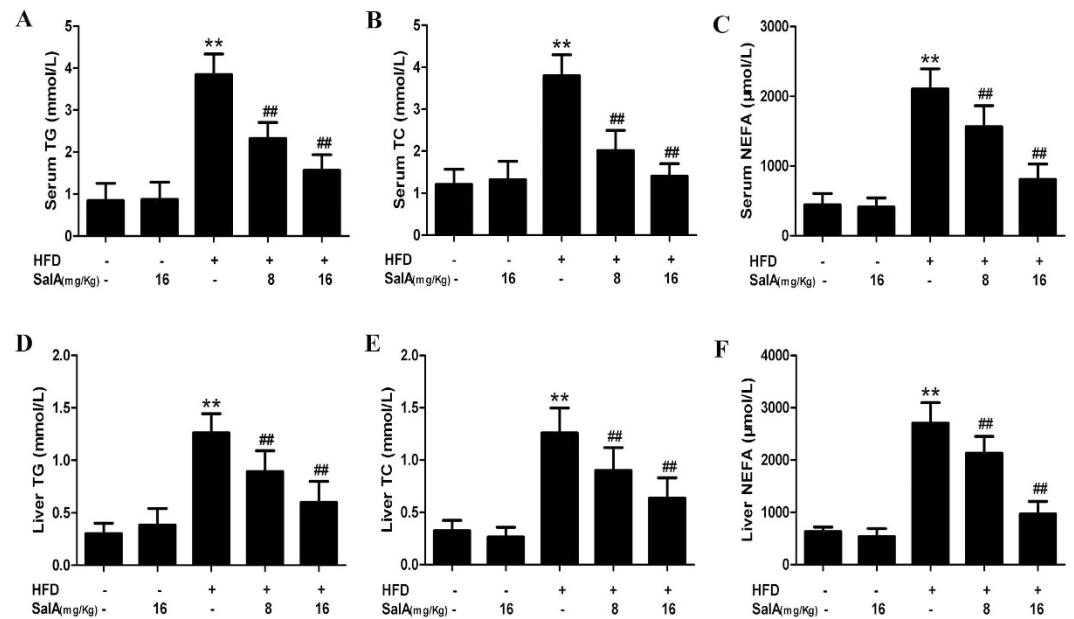 A
Serum TG (mmol/L)
5
4
3
2
1
0
**
##
##
HFD - - + + +
SalA(mg/Kg) - 16 - 8 16
B
Serum TC (mmol/L)
5
4
3
2
1
0
**
##
##
HFD - - + + +
SalA(mg/Kg) - 16 - 8 16
C
Serum NEFA (μmol/L)
3000
2000
1000
0
**
##
##
HFD - - + + +
SalA(mg/Kg) - 16 - 8 16
D
Liver TG (mmol/L)
2.0
1.5
1.0
0.5
0.0
**
##
##
HFD - - + + +
SalA(mg/Kg) - 16 - 8 16
E
Liver TC (mmol/L)
2.0
1.5
1.0
0.5
0.0
**
##
##
HFD - - + + +
SalA(mg/Kg) - 16 - 8 16
F
Liver NEFA (μmol/L)
4000
3000
2000
1000
0
**
##
##
HFD - - + + +
SalA(mg/Kg) - 16 - 8 16